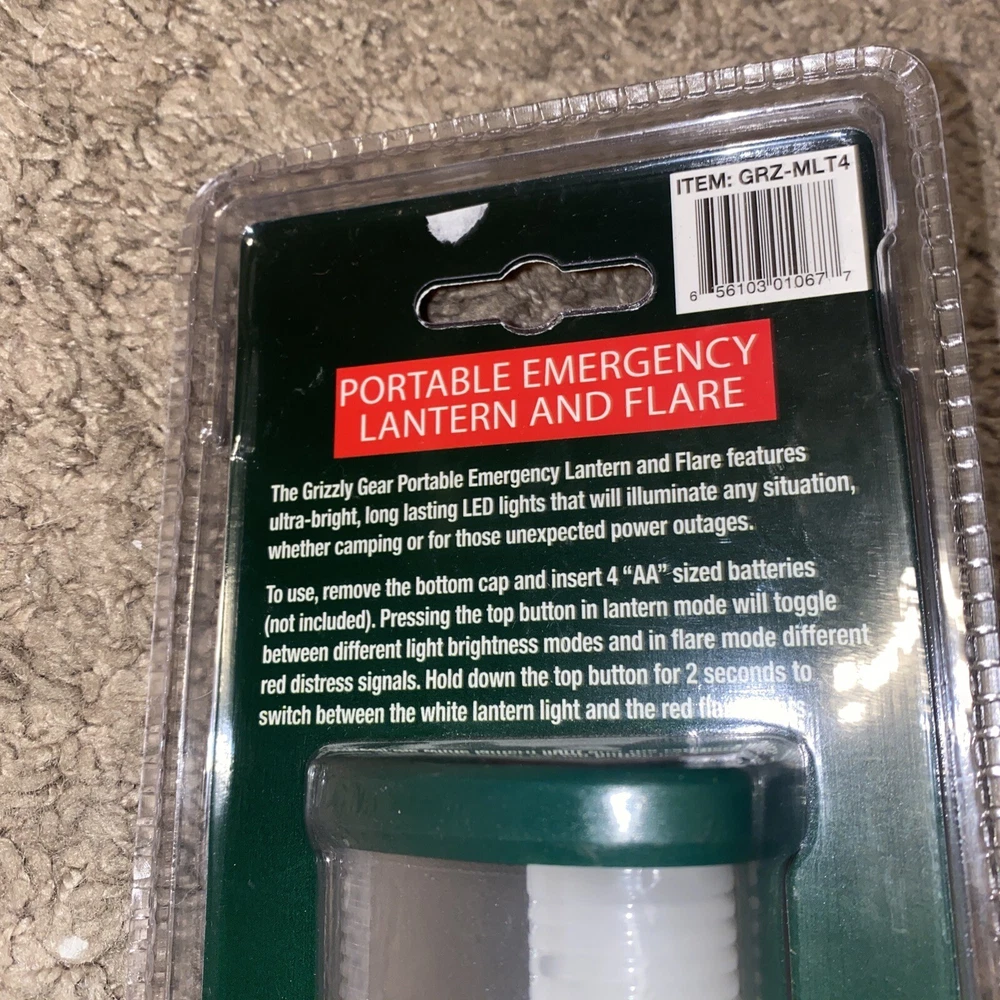 ITEM: GRZ-MLT4
6 56103 01067 7
PORTABLE EMERGENCY
LANTERN AND FLARE
The Grizzly Gear Portable Emergency Lantern and Flare features
ultra-bright, long lasting LED lights that will illuminate any situation,
whether camping or for those unexpected power outages.
To use, remove the bottom cap and insert 4 “AA” sized batteries
(not included). Pressing the top button in lantern mode will toggle
between different light brightness modes and in flare mode different
red distress signals. Hold down the top button for 2 seconds to
switch between the white lantern light and the red